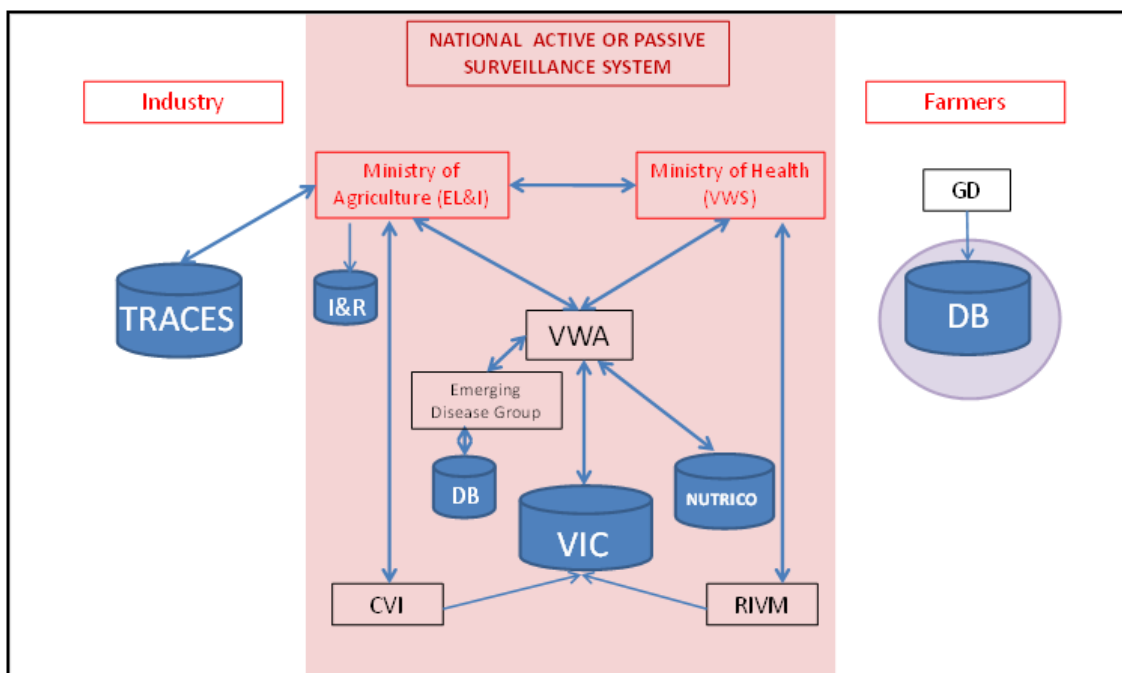 NATIONAL ACTIVE OR PASSIVE
SURVEILLANCE SYSTEM
Industry
Farmers
Ministry of
Agriculture (EL&I)
Ministry of Health
(VWS)
GD
TRACES
I&R
DB
VWA
Emerging
Disease Group
DB
NUTRICO
VIC
CVI
RIVM